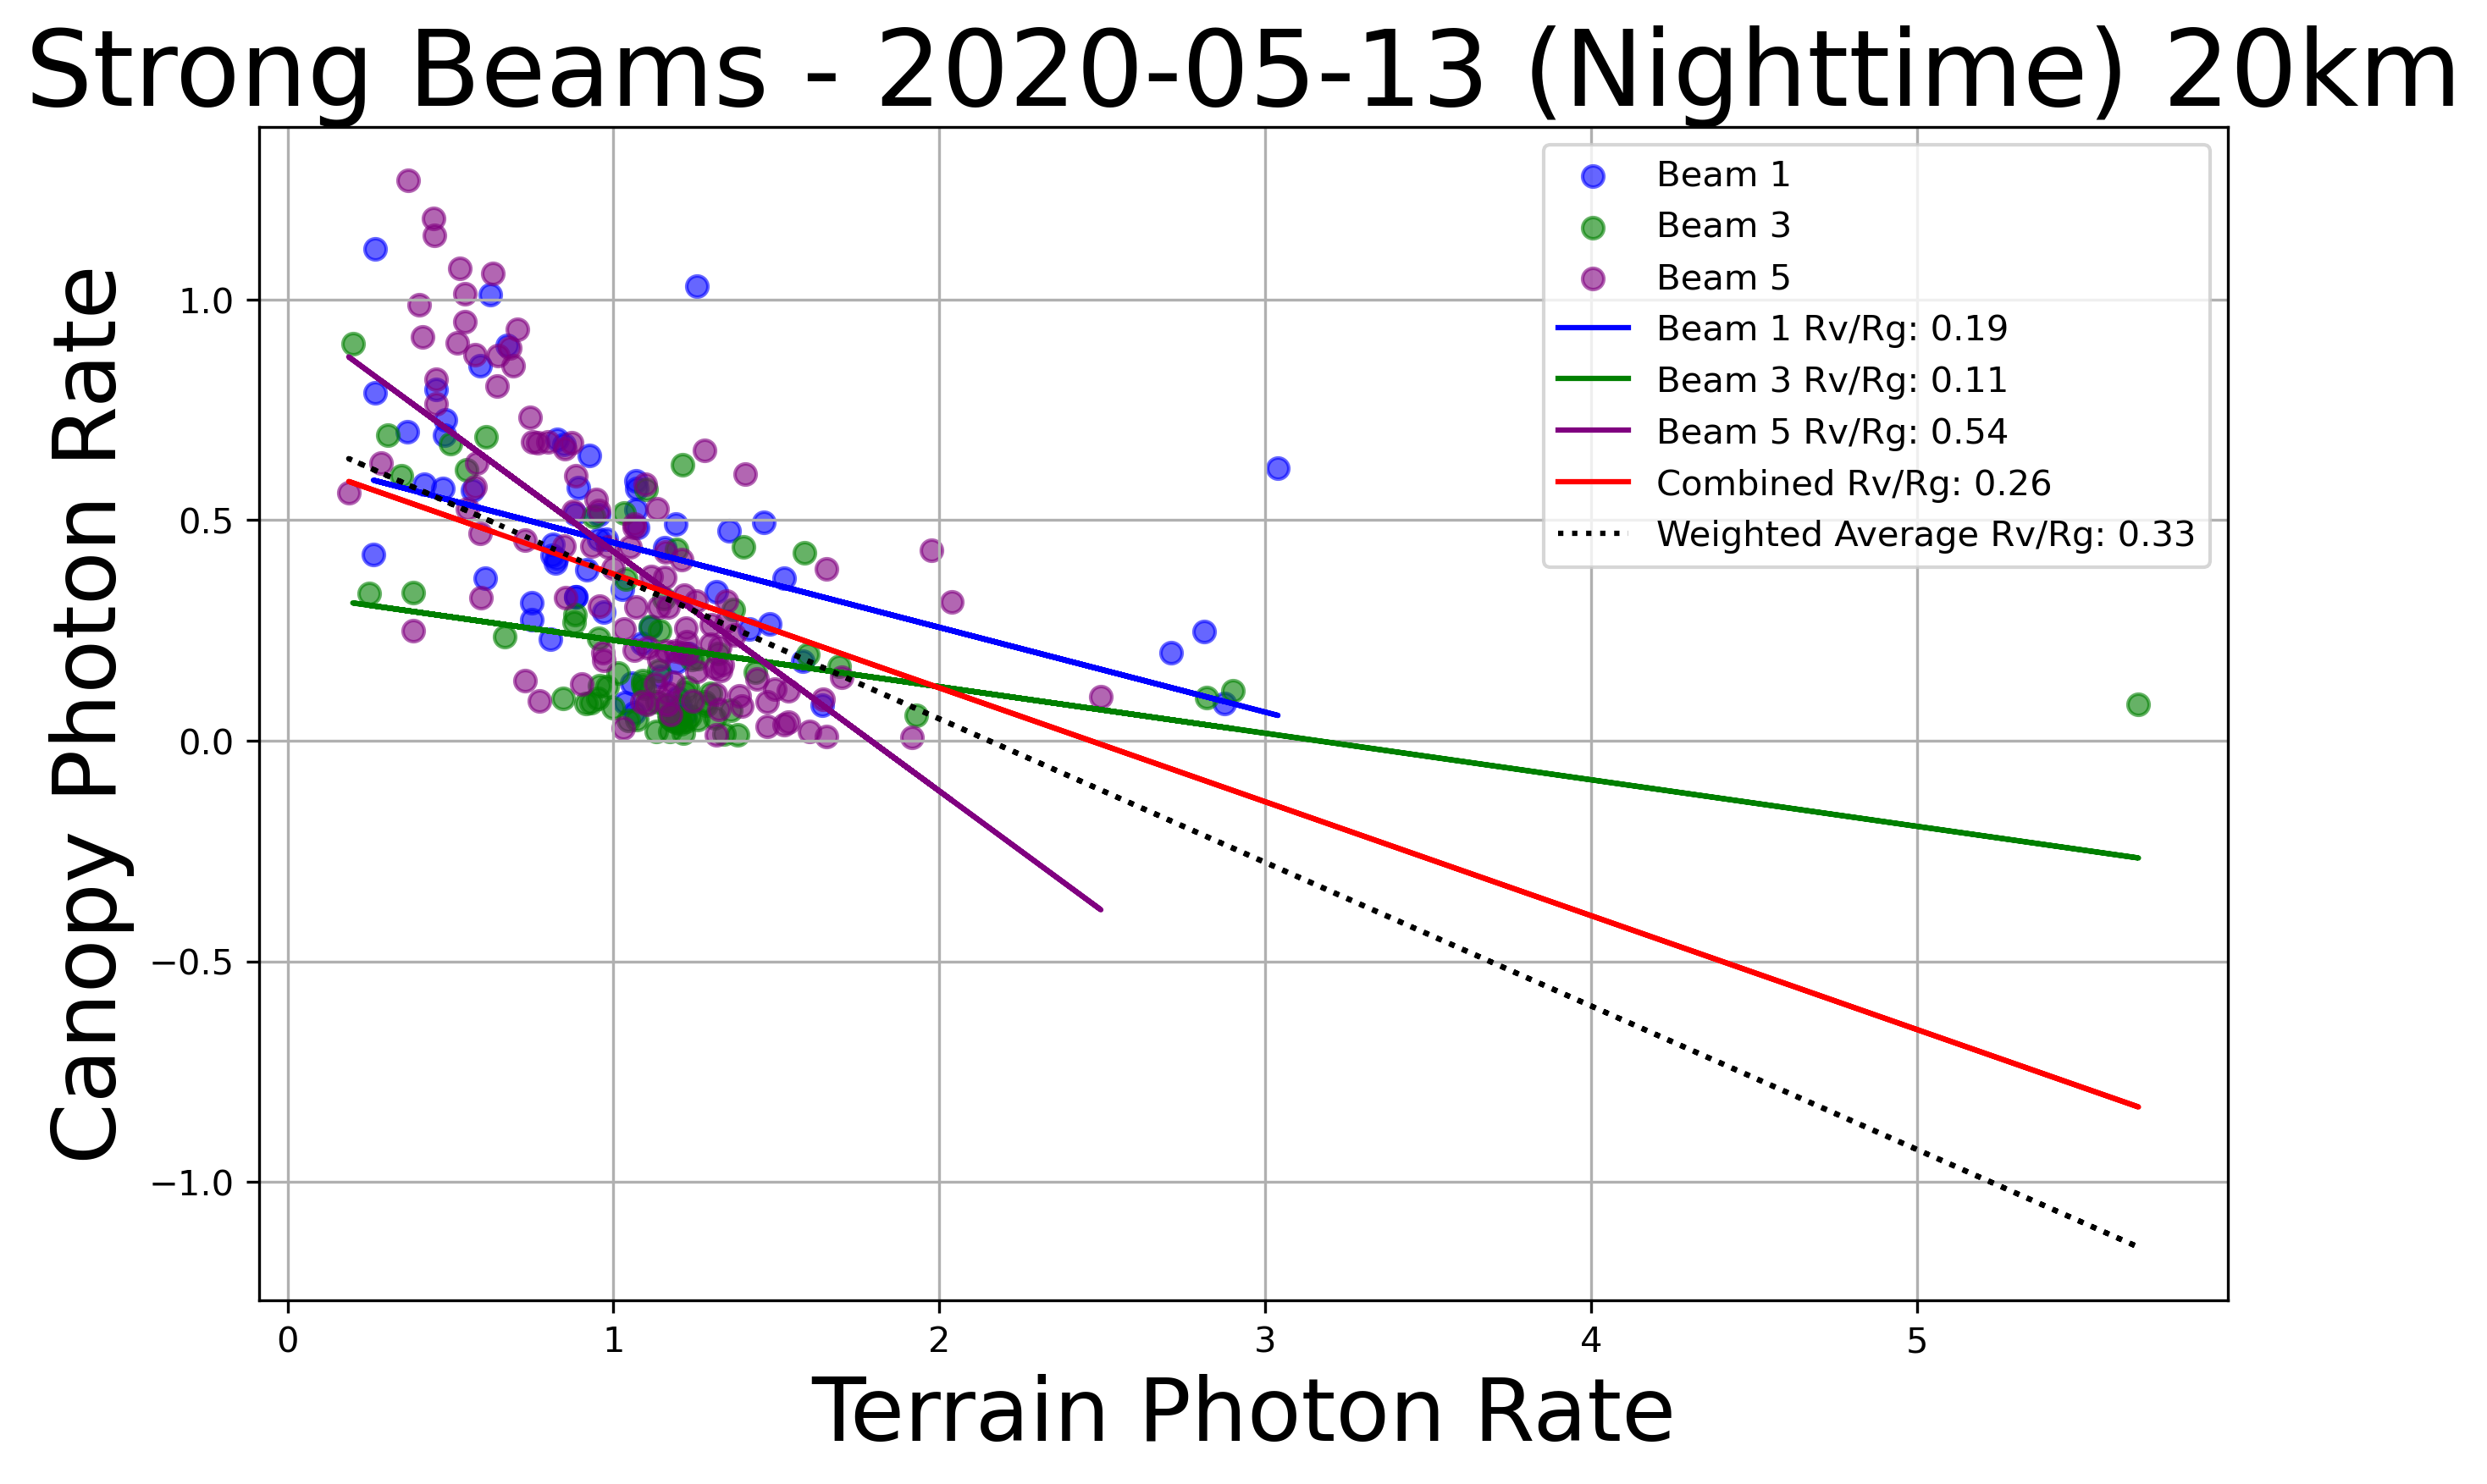 Strong Beams - 2020-05-13 (Nighttime) 20km
Canopy Photon Rate
1.0
0.5
0.0
−0.5
−1.0
Beam 1
Beam 3
Beam 5
Beam 1 Rv/Rg: 0.19
Beam 3 Rv/Rg: 0.11
Beam 5 Rv/Rg: 0.54
Combined Rv/Rg: 0.26
Weighted Average Rv/Rg: 0.33
0 1 2 3 4 5
Terrain Photon Rate